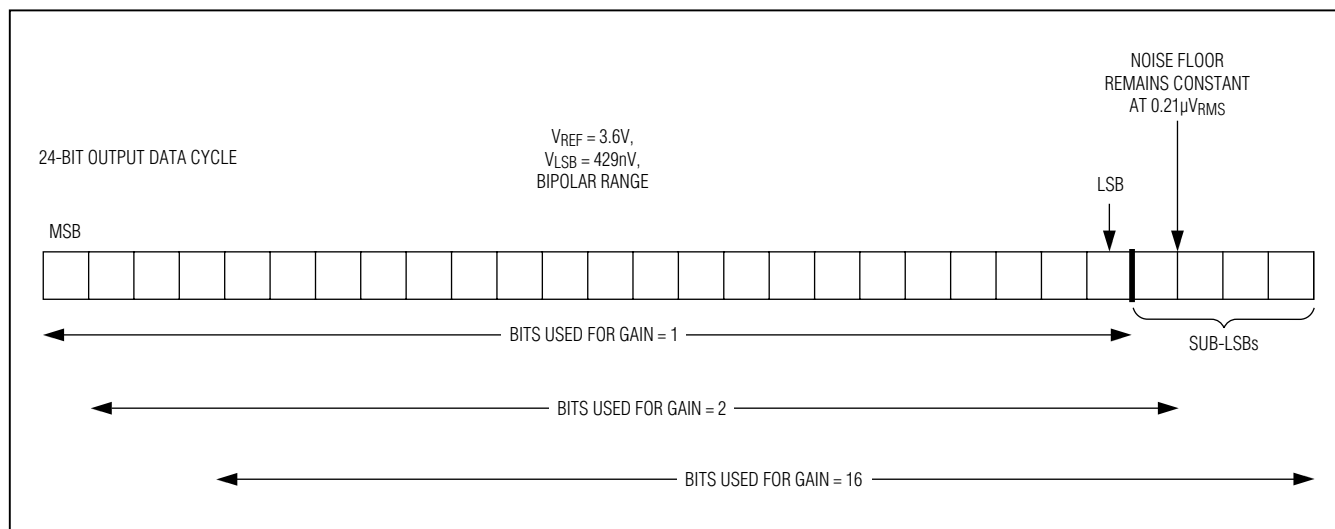 NOISE FLOOR
REMAINS CONSTANT
AT 0.21µVRMS
24-BIT OUTPUT DATA CYCLE
VREF = 3.6V,
VLSB = 429nV,
BIPOLAR RANGE
LSB
MSB
BITS USED FOR GAIN = 1
SUB-LSBs
BITS USED FOR GAIN = 2
BITS USED FOR GAIN = 16